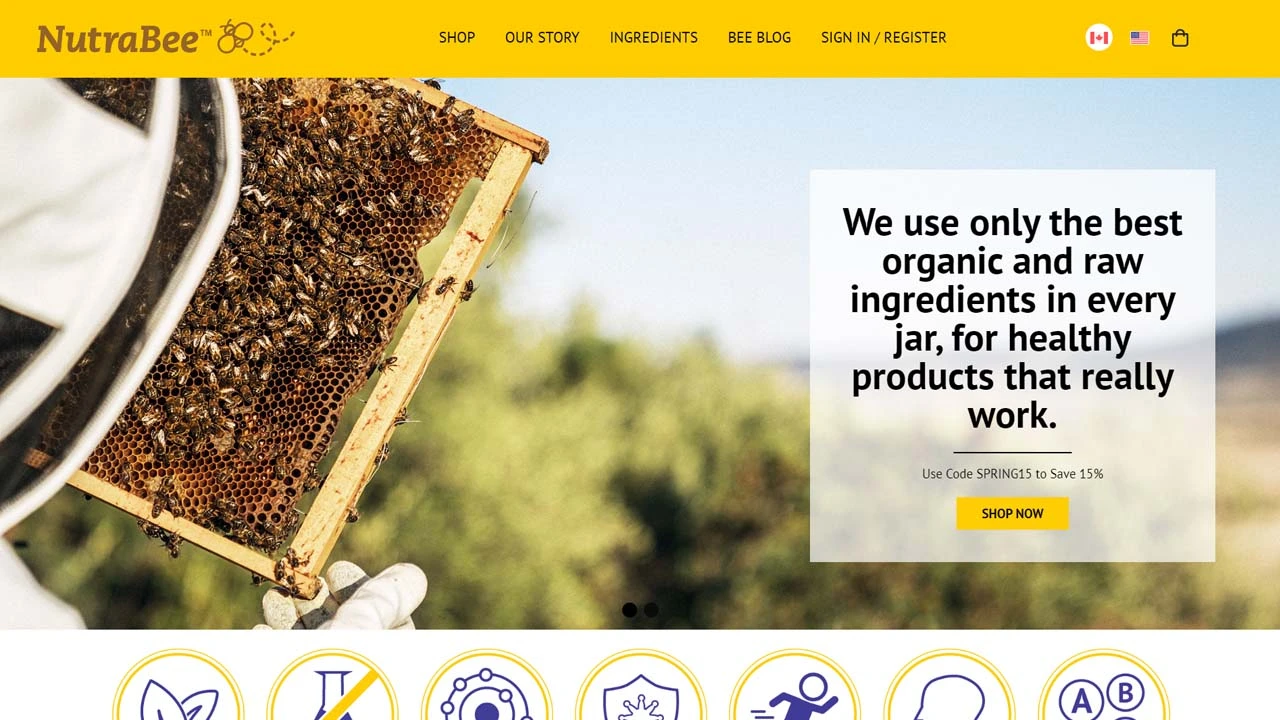 NutraBee™
SHOP OUR STORY INGREDIENTS BEE BLOG SIGN IN / REGISTER
We use only the best
organic and raw
ingredients in every
jar, for healthy
products that really
work.
Use Code SPRING15 to Save 15%
SHOP NOW
A B